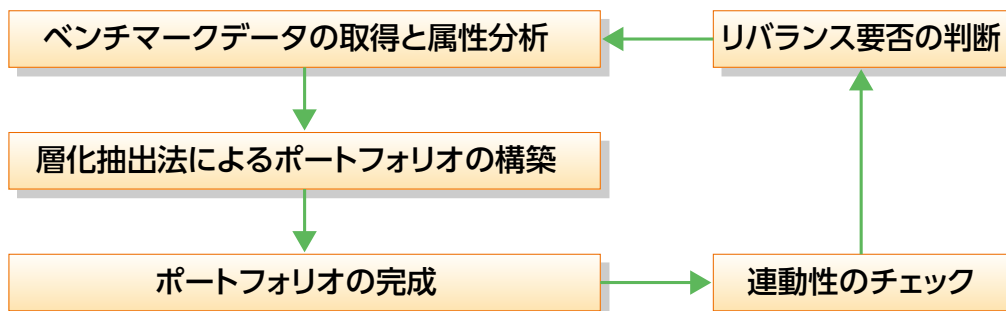 ベンチマークデータの取得と属性分析
リバランス要否の判断
層化抽出法によるポートフォリオの構築
ポートフォリオの完成
連動性のチェック